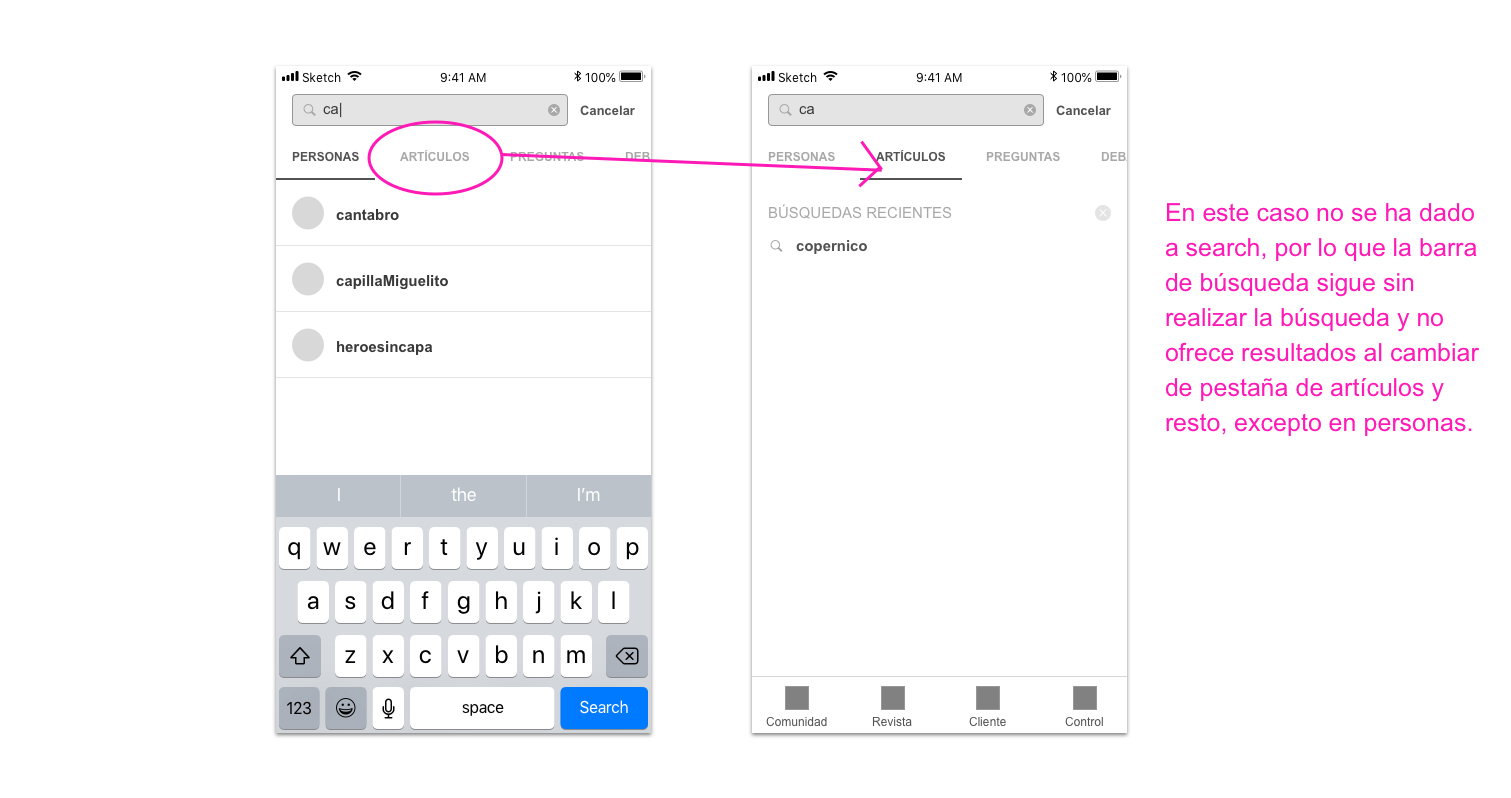 Sketch 9:41 AM 100%
ca
Cancelar
PERSONAS ARTÍCULOS PREGUNTAS DEB
cantabro
capillaMiguelito
heroesincapa
I the I'm
q w e r t y u i o p
a s d f g h j k l
z x c v b n m
123 space Search
Sketch 9:41 AM 100%
ca
Cancelar
PERSONAS ARTÍCULOS PREGUNTAS DEB
BÚSQUEDAS RECIENTES
copernico
Comunidad Revista Cliente Control
En este caso no se ha dado
a search, por lo que la barra
de búsqueda sigue sin
realizar la búsqueda y no
ofrece resultados al cambiar
de pestaña de artículos y
resto, excepto en personas.